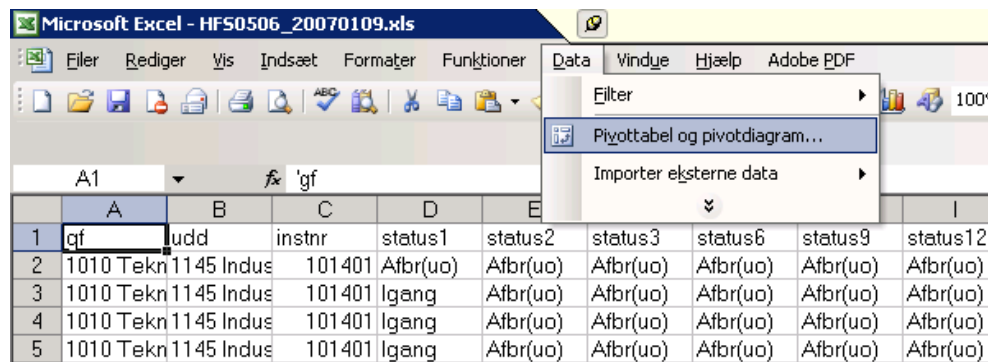 Microsoft Excel - HFS0506_20070109.xls
Filer Rediger Vis Indsæt Formater Funktioner Data Vindue Hjælp Adobe PDF
ABC 100%
Filter
Pivottabel og pivotdiagram...
Importer eksterne data
A1 fx 'gf
A B C D E I
1 gf udd instnr status1 status2 status3 status6 status9 status12
2 1010 Tekn 1145 Indus 101401 Afbr(uo) Afbr(uo) Afbr(uo) Afbr(uo) Afbr(uo) Afbr(uo)
3 1010 Tekn 1145 Indus 101401 Igang Afbr(uo) Afbr(uo) Afbr(uo) Afbr(uo) Afbr(uo)
4 1010 Tekn 1145 Indus 101401 Igang Afbr(uo) Afbr(uo) Afbr(uo) Afbr(uo) Afbr(uo)
5 1010 Tekn 1145 Indus 101401 Igang Afbr(uo) Afbr(uo) Afbr(uo) Afbr(uo) Afbr(uo)